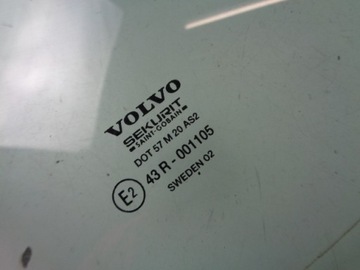 VOLVO
SEKURIT
SAINT-GOBAIN
DOT 57 M 20 AS2
E2 43 R-001105
SWEDEN 02